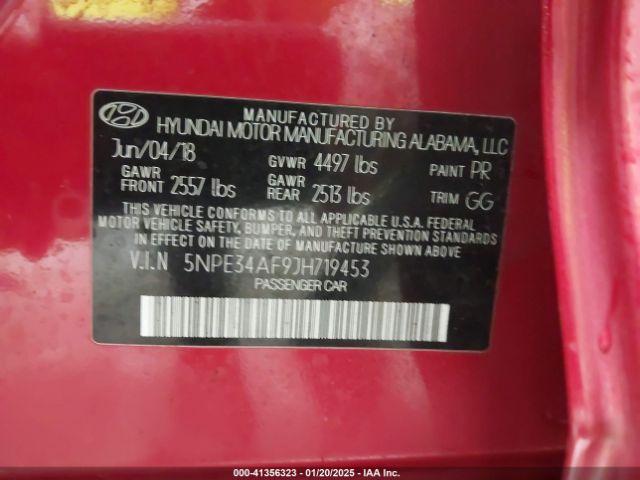 MANUFACTURED BY
HYUNDAI MOTOR MANUFACTURING ALABAMA, LLC
Jun/04/18 GVWR 4497 lbs PAINT PR
GAWR FRONT 2557 lbs GAWR REAR 2513 lbs TRIM GG
THIS VEHICLE CONFORMS TO ALL APPLICABLE U.S.A. FEDERAL
MOTOR VEHICLE SAFETY, BUMPER, AND THEFT PREVENTION STANDARDS
IN EFFECT ON THE DATE OF MANUFACTURE SHOWN ABOVE
V.I.N 5NPE34AF9JH719453
PASSENGER CAR
000-41356323 — 01/20/2025 — IAA Inc.